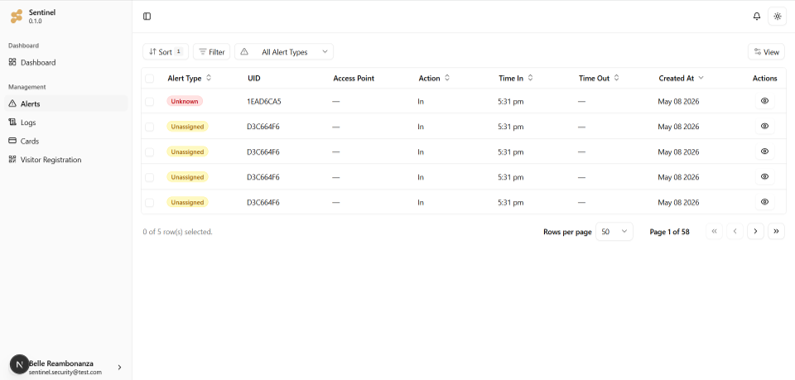 Sentinel
0.1.0
Dashboard
Dashboard
Management
Alerts
Logs
Cards
Visitor Registration
N
Belle Reambonanza
sentinel.security@test.com
Sort 1 Filter All Alert Types View
Alert Type UID Access Point Action Time In Time Out Created At Actions
Unknown 1EAD6CA5 — In 5:31 pm — May 08 2026
Unassigned D3C664F6 — In 5:31 pm — May 08 2026
Unassigned D3C664F6 — In 5:31 pm — May 08 2026
Unassigned D3C664F6 — In 5:31 pm — May 08 2026
Unassigned D3C664F6 — In 5:31 pm — May 08 2026
0 of 5 row(s) selected. Rows per page 50 Page 1 of 58